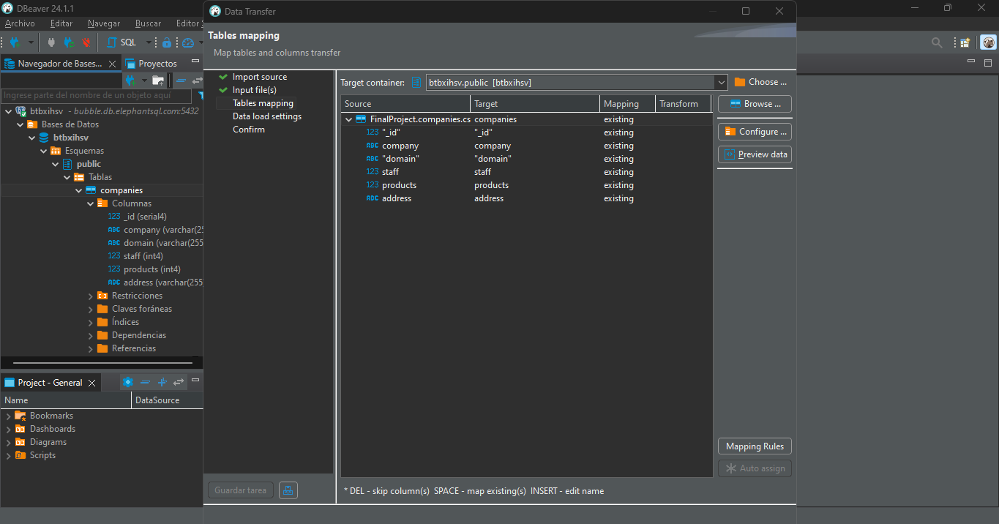 DBeaver 24.1.1
Archivo Editar Navegar Buscar Editor
SQL
Navegador de Bases... Proyectos
Ingrese parte del nombre de un objeto aquí
btbxihsv - bubble.db.elephantsql.com:5432
Bases de Datos
btbxihsv
Esquemas
public
Tablas
companies
Columnas
123 _id (serial4)
ABC company (varchar(25
ABC domain (varchar(255
123 staff (int4)
123 products (int4)
ABC address (varchar(255
Restricciones
Claves foráneas
Índices
Dependencias
Referencias
Project - General
Name DataSource
Bookmarks
Dashboards
Diagrams
Scripts
Data Transfer
Tables mapping
Map tables and columns transfer
Import source
Input file(s)
Tables mapping
Data load settings
Confirm
Guardar tarea
Target container: btbxihsv.public [btbxihsv] Choose ...
Source Target Mapping Transform Browse ...
FinalProject.companies.cs companies existing
123 "_id" "_id" existing Configure ...
ABC company company existing
ABC "domain" "domain" existing Preview data
123 staff staff existing
123 products products existing
ABC address address existing
Mapping Rules
Auto assign
* DEL - skip column(s) SPACE - map existing(s) INSERT - edit name